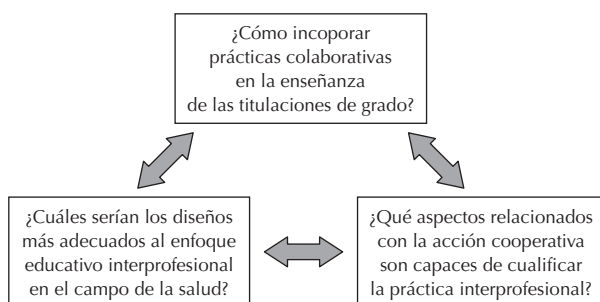 ¿Cómo incoporar
prácticas colaborativas
en la enseñanza
de las titulaciones de grado?
¿Cuáles serían los diseños
más adecuados al enfoque
educativo interprofesional
en el campo de la salud?
¿Qué aspectos relacionados
con la acción cooperativa
son capaces de cualificar
la práctica interprofesional?